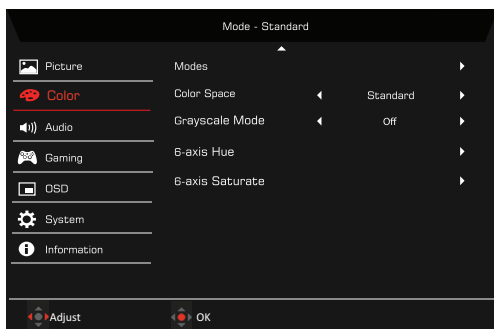 Mode - Standard
Picture
Modes
Color
Color Space Standard
Audio
Grayscale Mode Off
Gaming
6-axis Hue
OSD
6-axis Saturate
System
Information
Adjust OK